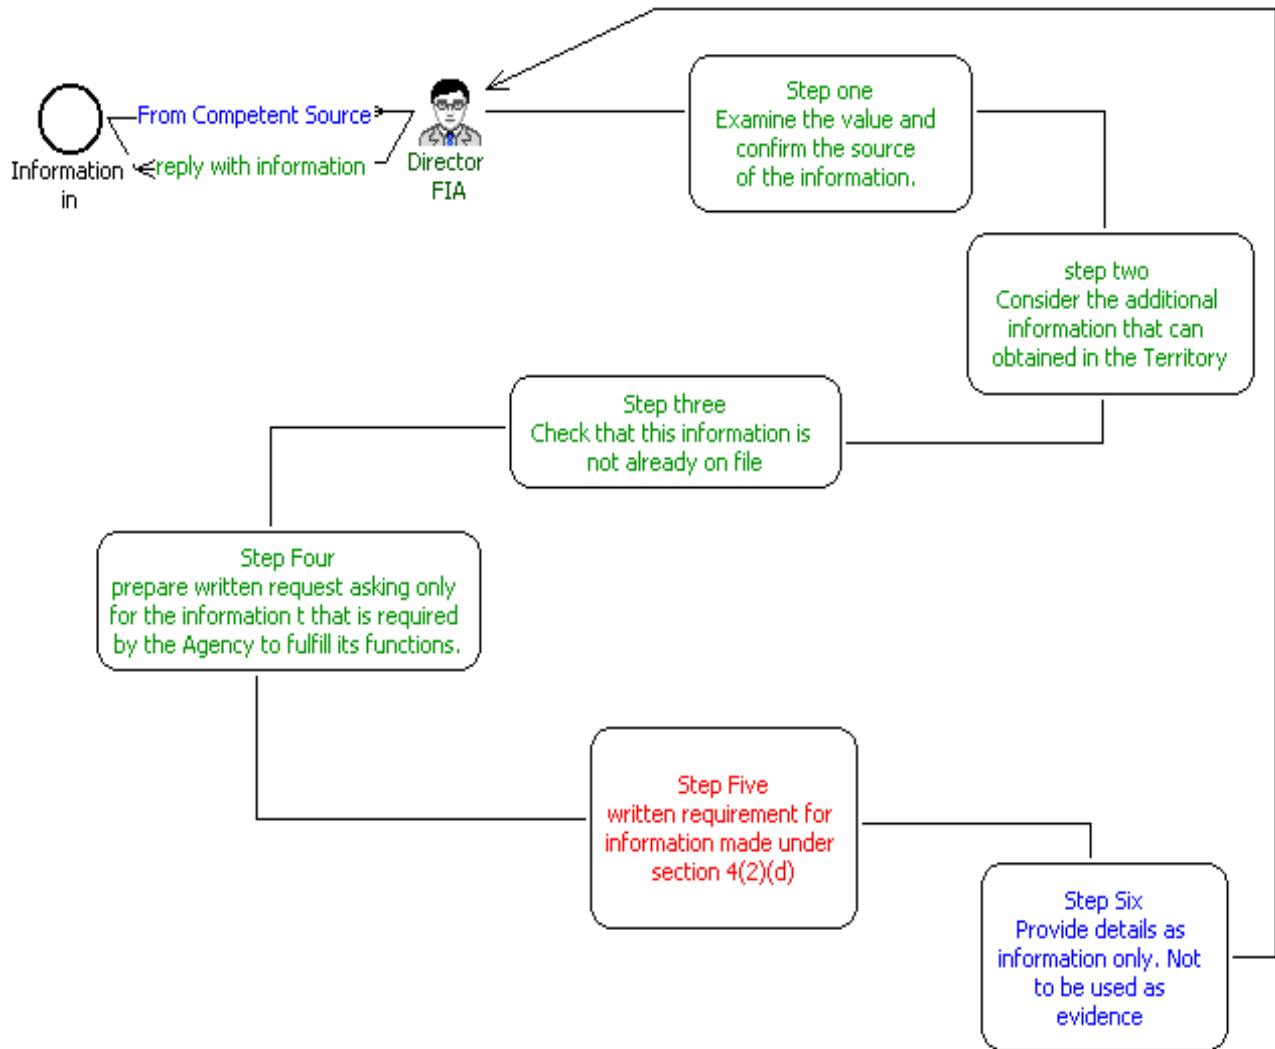 Information
in
From Competent Source
reply with information
Director
FIA
Step one
Examine the value and
confirm the source
of the information.
step two
Consider the additional
information that can
obtained in the Territory
Step three
Check that this information is
not already on file
Step Four
prepare written request asking only
for the information t that is required
by the Agency to fulfill its functions.
Step Five
written requirement for
information made under
section 4(2)(d)
Step Six
Provide details as
information only. Not
to be used as
evidence